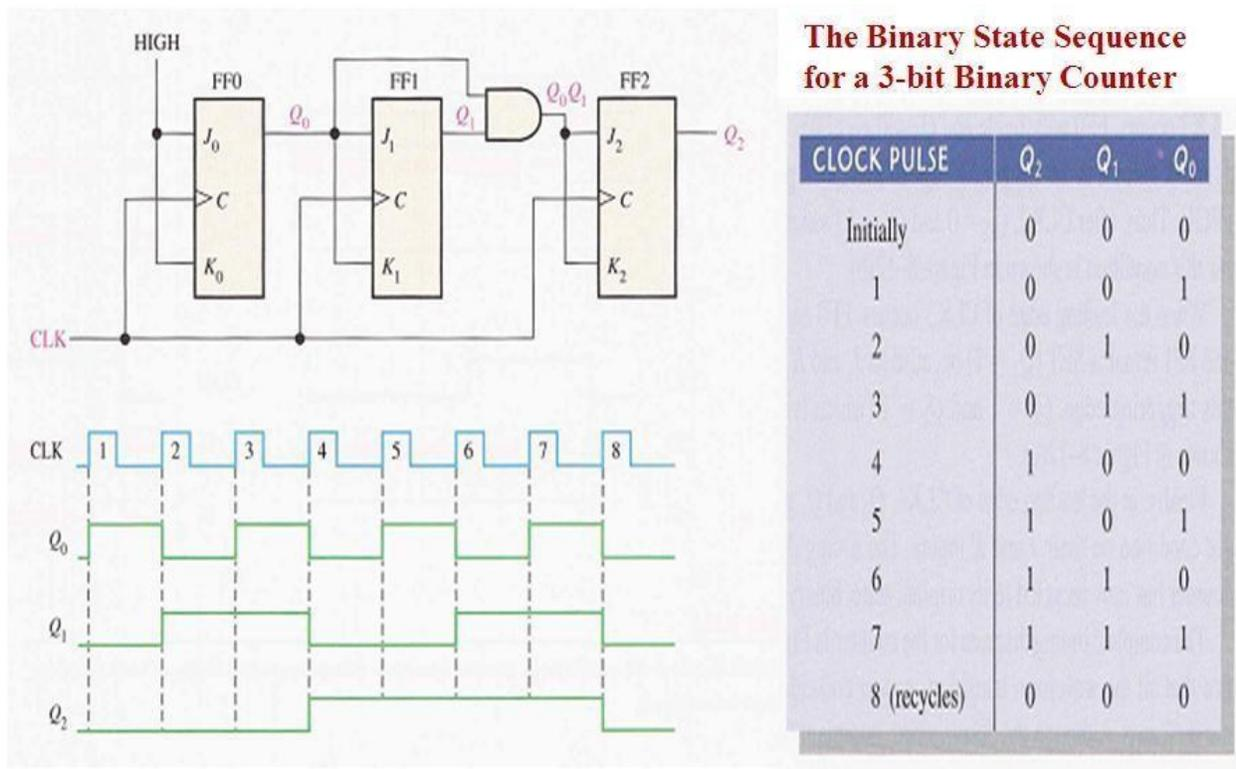 HIGH
FF0 FF1 FF2
Q₀ Q₁ Q₀Q₁
J₀ J₁ J₂ Q₂
C C C
K₀ K₁ K₂
CLK
CLK 1 2 3 4 5 6 7 8
Q₀
Q₁
Q₂
The Binary State Sequence
for a 3-bit Binary Counter
CLOCK PULSE Q₂ Q₁ Q₀
Initially 0 0 0
1 0 0 1
2 0 1 0
3 0 1 1
4 1 0 0
5 1 0 1
6 1 1 0
7 1 1 1
8 (recycles) 0 0 0